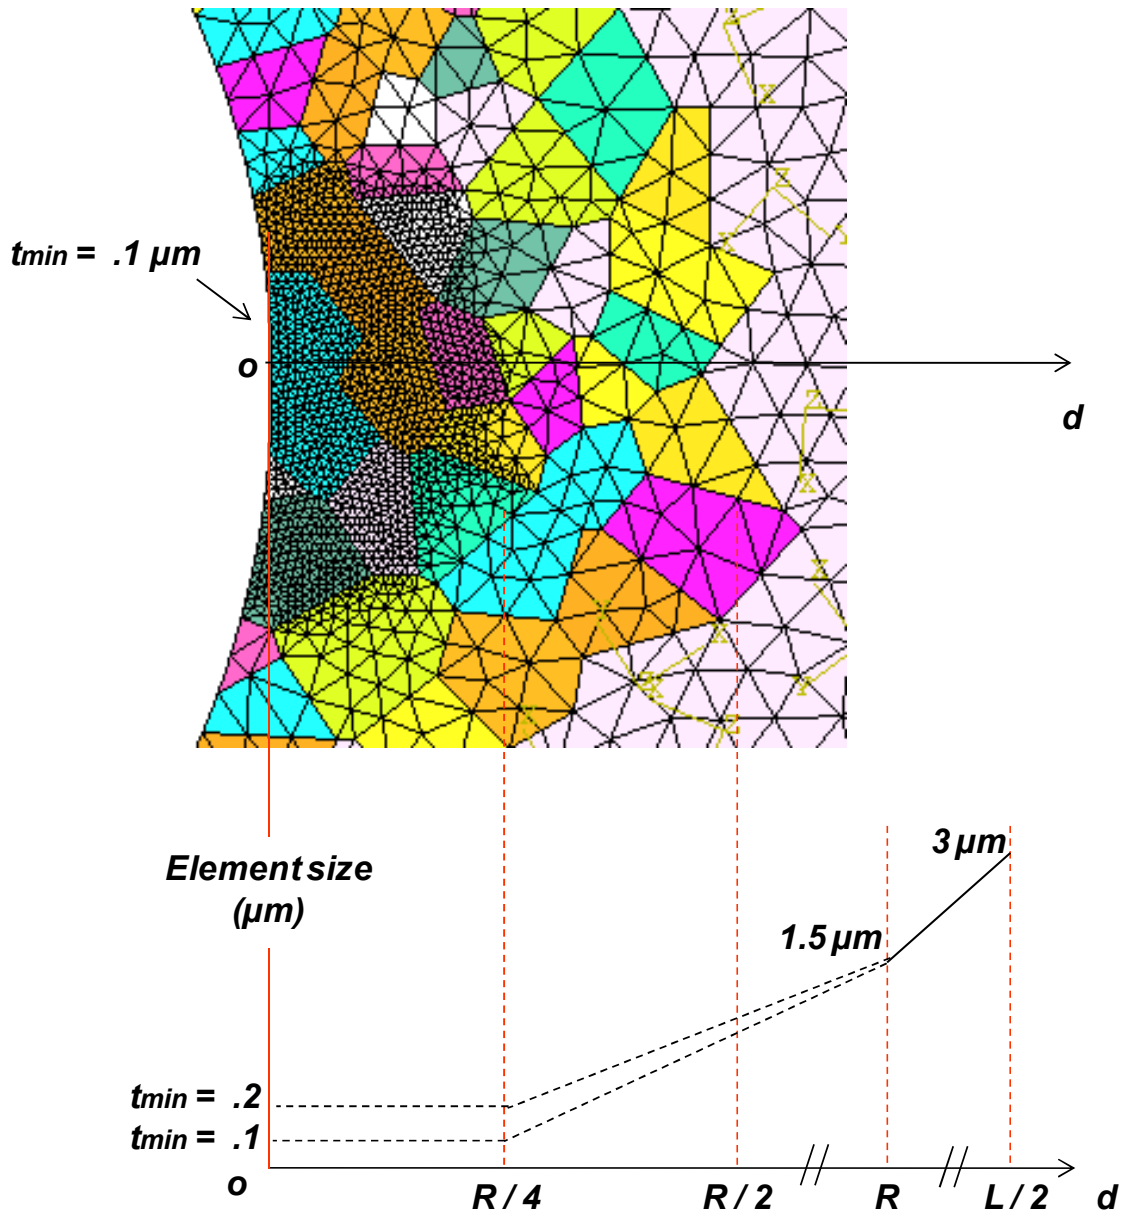 tmin = .1 µm
o
d
X
Z
Z
X
X
X
Z
Element size
(µm)
3 µm
1.5 µm
tmin = .2
tmin = .1
o
R / 4
R / 2
R
L / 2
d